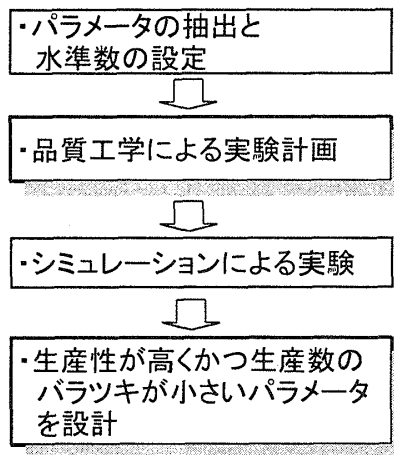 ・パラメータの抽出と
水準数の設定
・品質工学による実験計画
・シミュレーションによる実験
・生産性が高くかつ生産数の
バラツキが小さいパラメータ
を設計